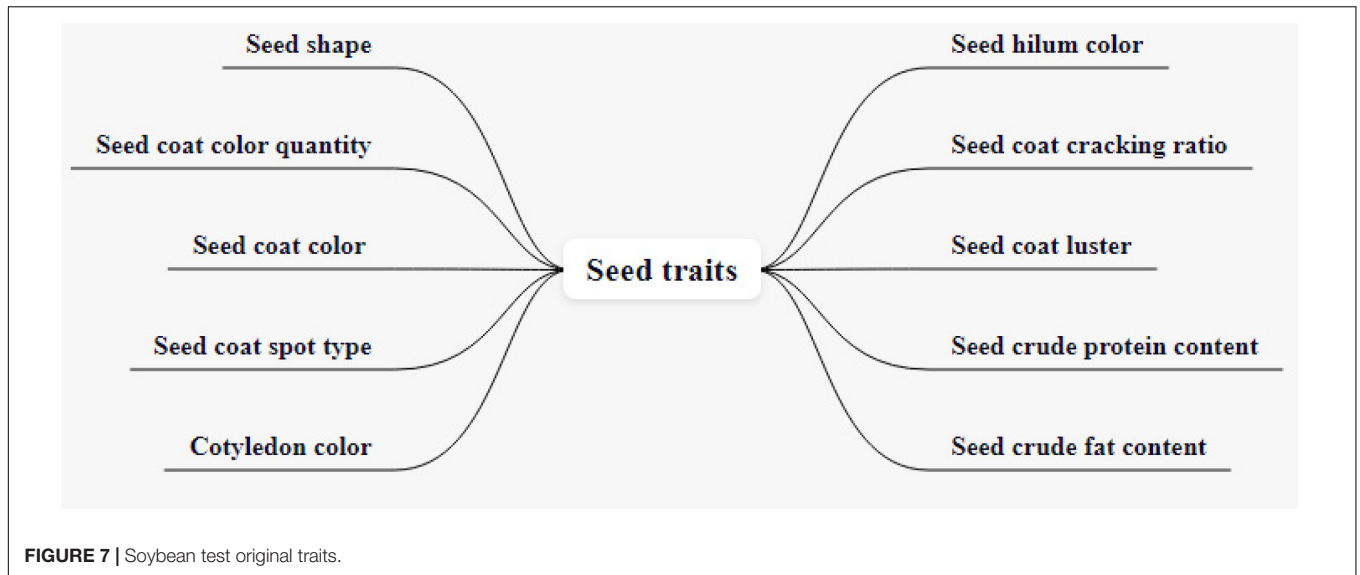 Seed shape
Seed coat color quantity
Seed coat color
Seed coat spot type
Cotyledon color
Seed traits
Seed hilum color
Seed coat cracking ratio
Seed coat luster
Seed crude protein content
Seed crude fat content
FIGURE 7 | Soybean test original traits.